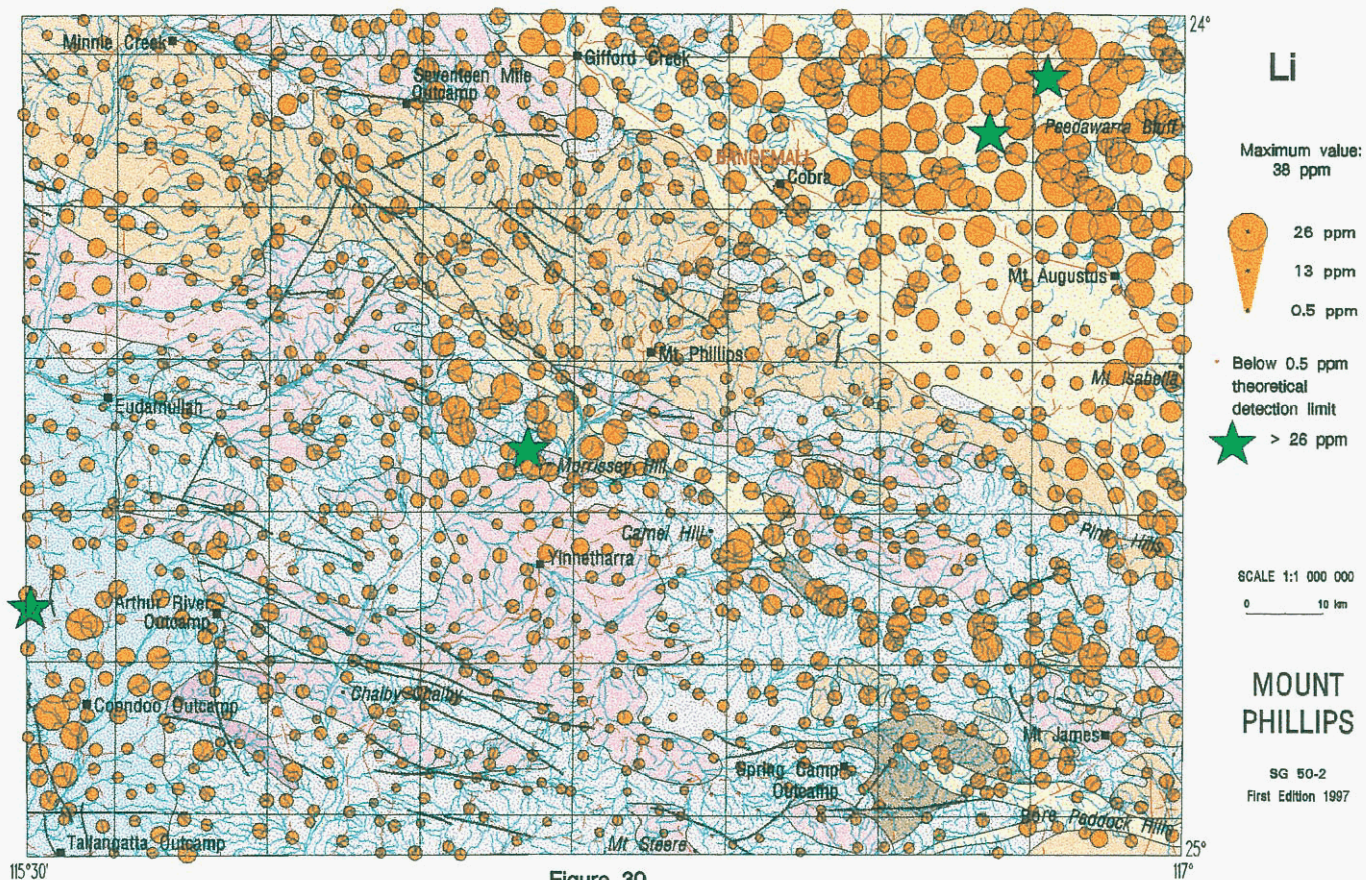 24°
Minnie Creek
Gifford Creek
Li
Seventeen Mile
Outcamp
Peedawarra Bluff
Maximum value:
38 ppm
BANGEMALL
Cobra
26 ppm
Mt Augustus
13 ppm
0.5 ppm
Mt Phillips
Below 0.5 ppm
theoretical
detection limit
Mt Isabella
Eudamullah
> 26 ppm
Morrissey Hill
Camel Hill
Pink Hills
Yinnetharra
SCALE 1:1 000 000
0 10 km
Arthur River
Outcamp
Chalby Chalby
Coondoo Outcamp
MOUNT
PHILLIPS
Mt James
Spring Camp
Outcamp
SG 50-2
First Edition 1997
Bore Paddock Hills
Tallangatta Outcamp
Mt Steere
25°
115°30'
117°
Figure 30